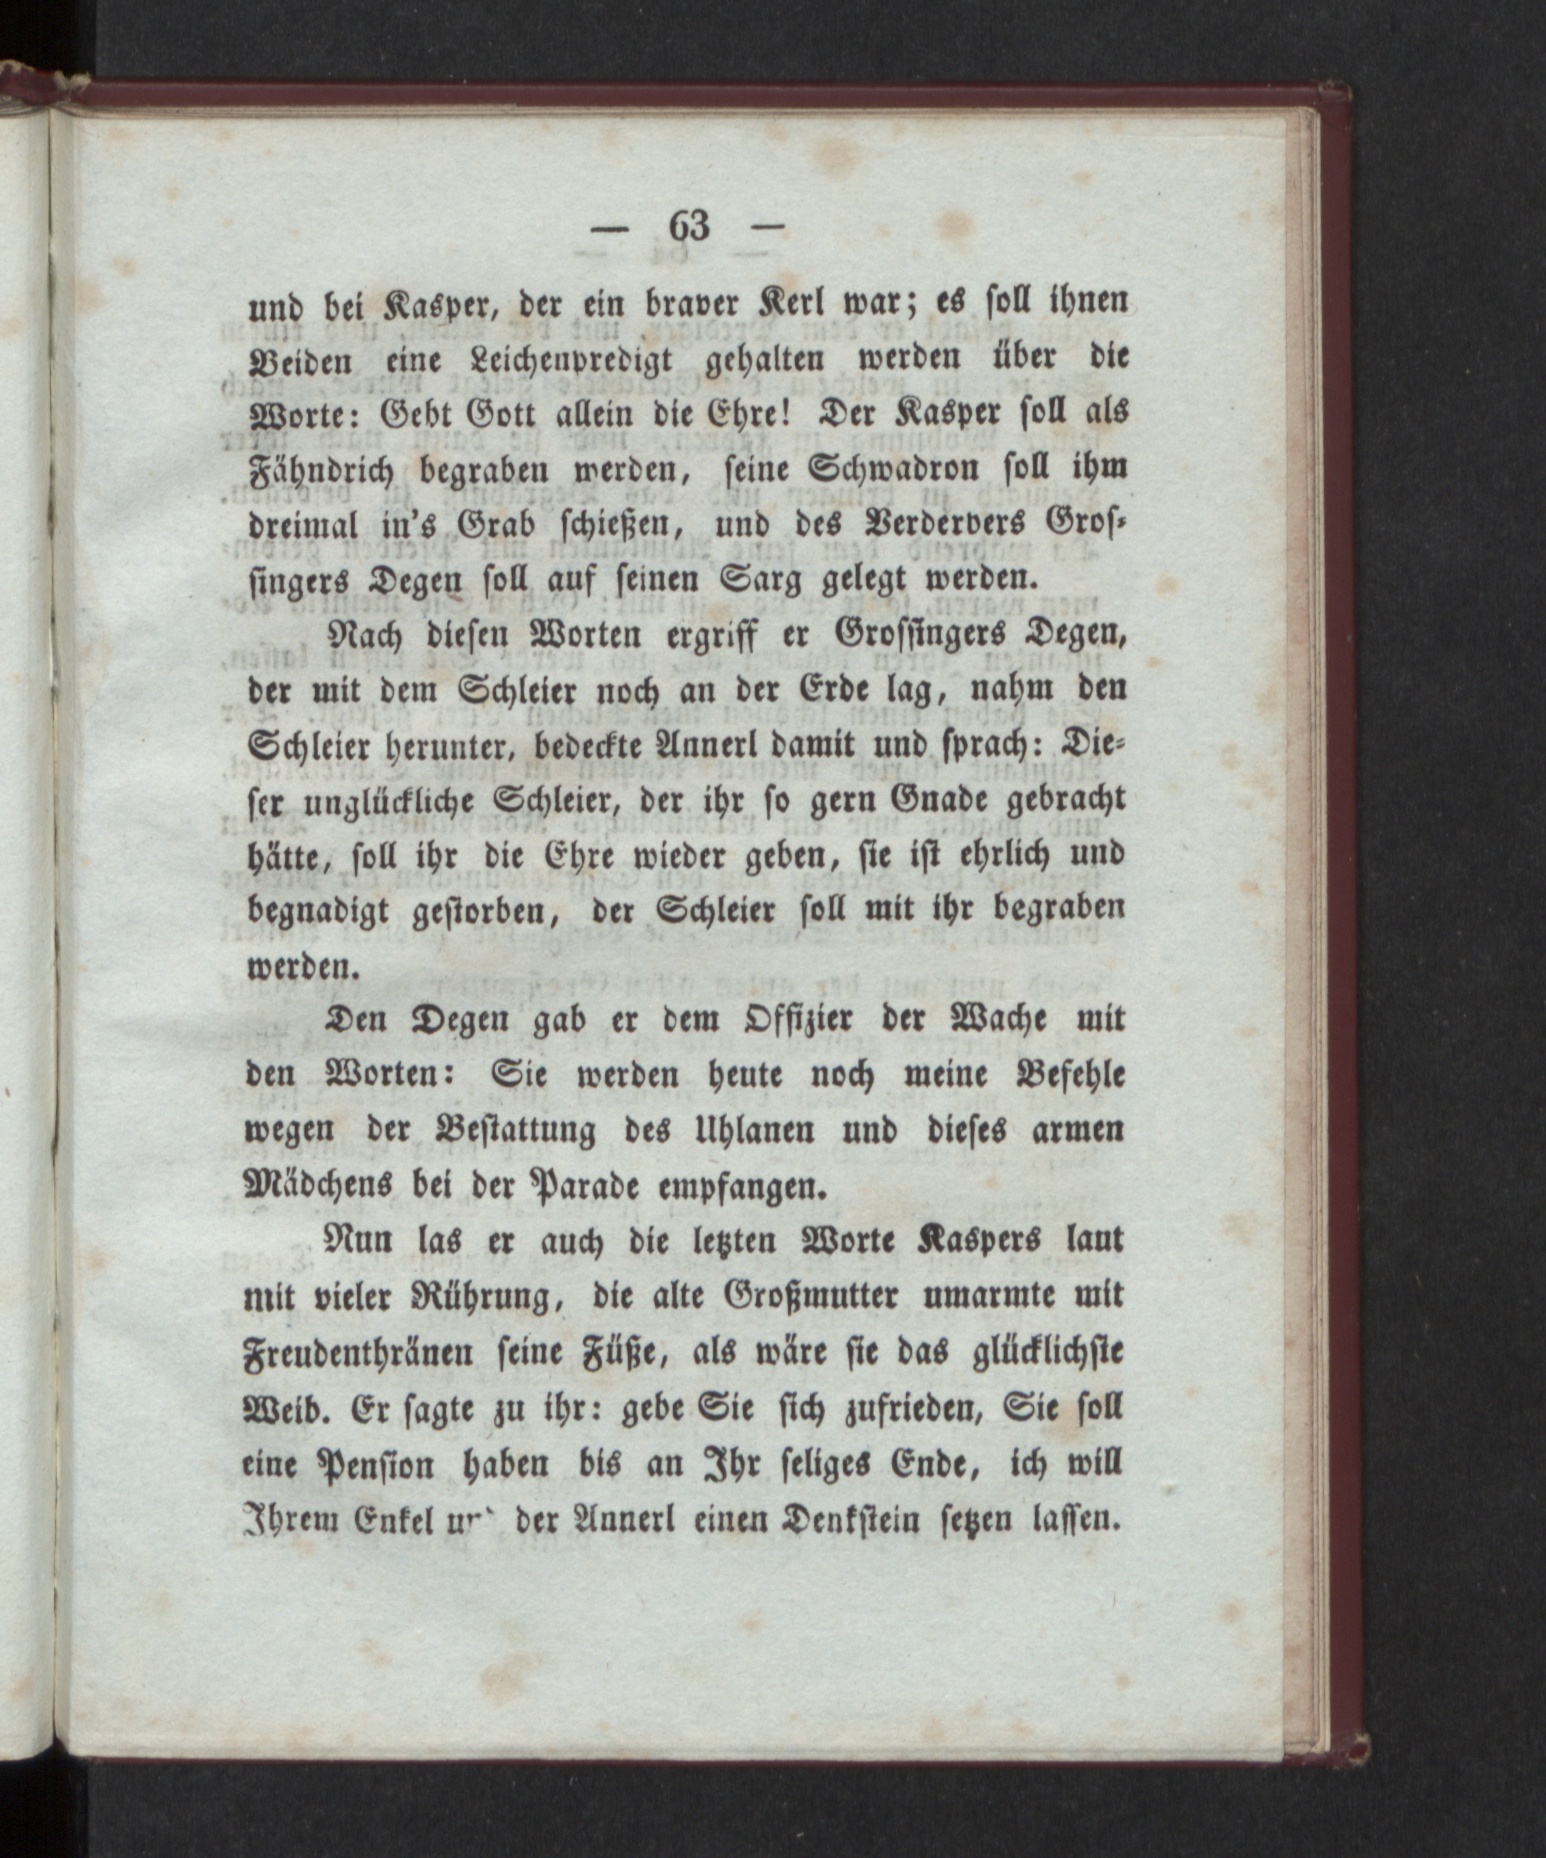 — 63 —
und bei Kasper, der ein braver Kerl war; es soll ihnen
Beiden eine Leichenpredigt gehalten werden über die
Worte: Gebt Gott allein die Ehre! Der Kasper soll als
Fähndrich begraben werden, seine Schwadron soll ihm
dreimal in's Grab schießen, und des Verdervers Gros-
singers Degen soll auf seinen Sarg gelegt werden.
Nach diesen Worten ergriff er Grossingers Degen,
der mit dem Schleier noch an der Erde lag, nahm den
Schleier herunter, bedeckte Annerl damit und sprach: Die-
ser unglückliche Schleier, der ihr so gern Gnade gebracht
hätte, soll ihr die Ehre wieder geben, sie ist ehrlich und
begnadigt gestorben, der Schleier soll mit ihr begraben
werden.
Den Degen gab er dem Offizier der Wache mit
den Worten: Sie werden heute noch meine Befehle
wegen der Bestattung des Uhlanen und dieses armen
Mädchens bei der Parade empfangen.
Nun las er auch die letzten Worte Kaspers laut
mit vieler Rührung, die alte Großmutter umarmte mit
Freudenthränen seine Füße, als wäre sie das glücklichste
Weib. Er sagte zu ihr: gebe Sie sich zufrieden, Sie soll
eine Pension haben bis an Ihr seliges Ende, ich will
Ihrem Enkel der Annerl einen Denkstein setzen lassen.